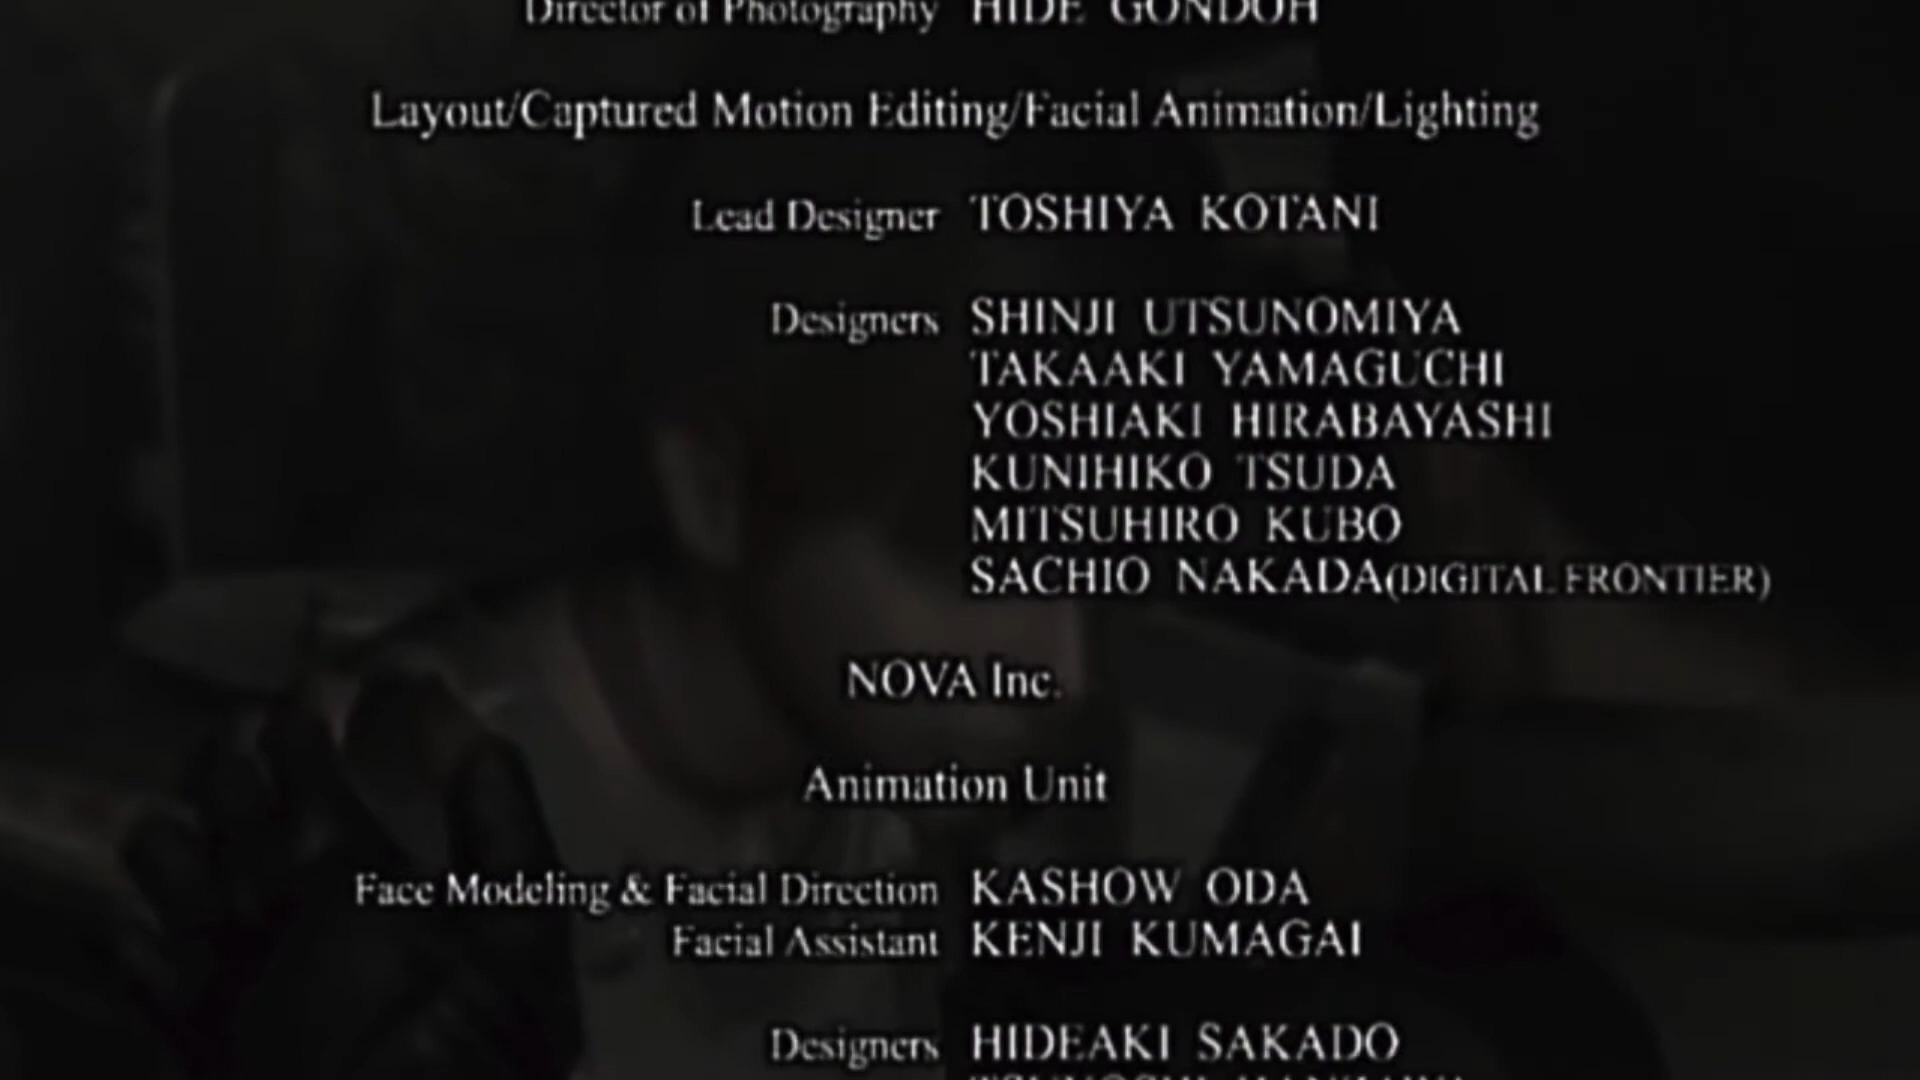 Director of Photography HIDE GONDOH
Layout/Captured Motion Editing/Facial Animation/Lighting
Lead Designer TOSHIYA KOTANI
Designers SHINJI UTSUNOMIYA
TAKAAKI YAMAGUCHI
YOSHIAKI HIRABAYASHI
KUNIHIKO TSUDA
MITSUHIRO KUBO
SACHIO NAKADA(DIGITAL FRONTIER)
NOVA Inc.
Animation Unit
Face Modeling & Facial Direction KASHOW ODA
Facial Assistant KENJI KUMAGAI
Designers HIDEAKI SAKADO